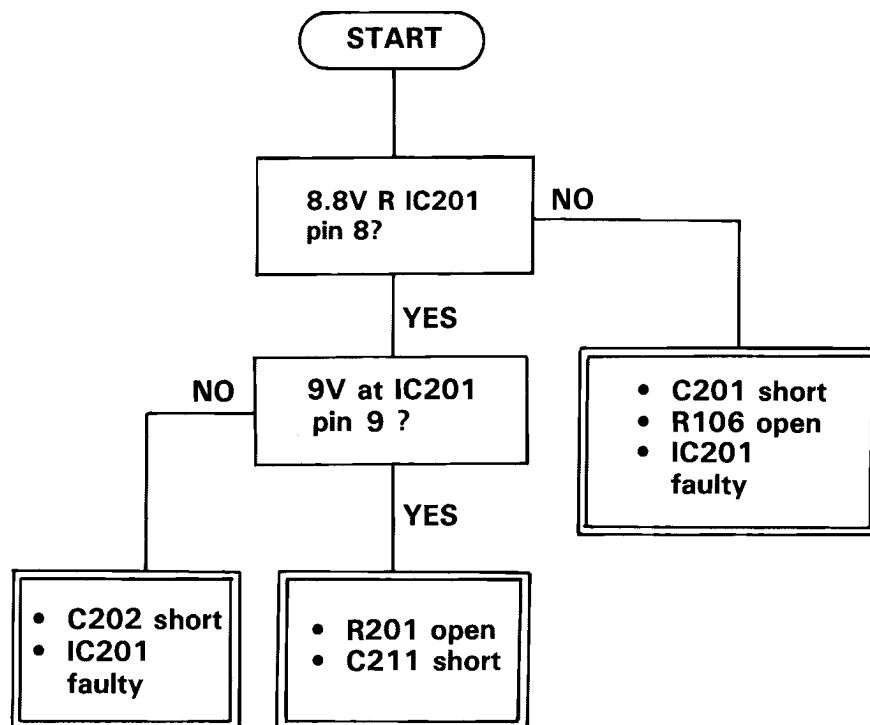 START
8.8V R IC201
pin 8?
NO
YES
NO
9V at IC201
pin 9 ?
• C201 short
• R106 open
• IC201
faulty
YES
• C202 short
• IC201
faulty
• R201 open
• C211 short